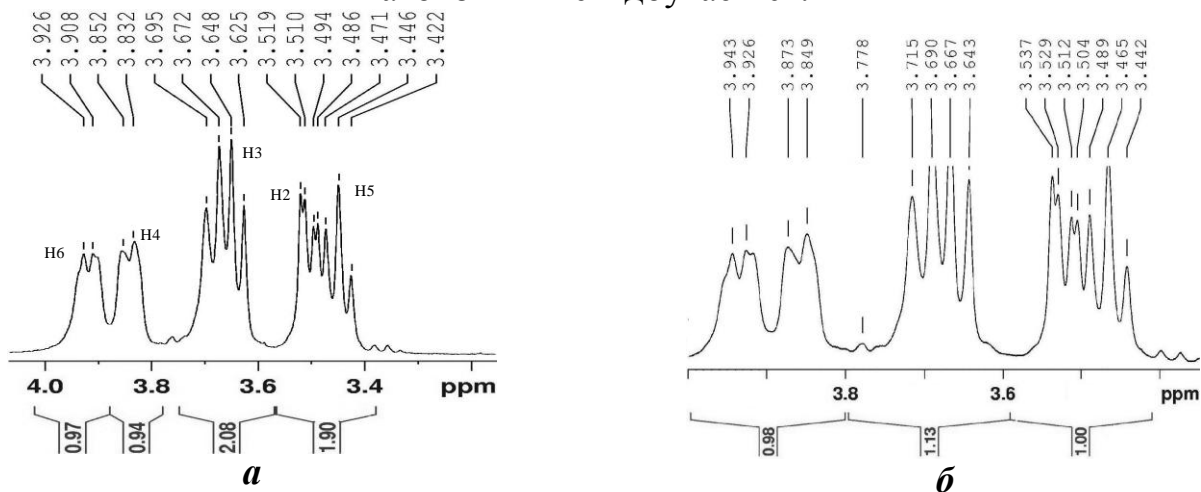 3.926 3.908 3.852 3.832 3.695 3.672 3.648 3.625 3.519 3.510 3.494 3.486 3.471 3.446 3.422
H6 H4 H3 H2 H5
4.0 3.8 3.6 3.4 ppm
0.97 0.94 2.08 1.90
а
3.943 3.926 3.873 3.849 3.778 3.715 3.690 3.667 3.643 3.537 3.529 3.512 3.504 3.489 3.465 3.442
3.8 3.6 ppm
0.98 1.13 1.00
б